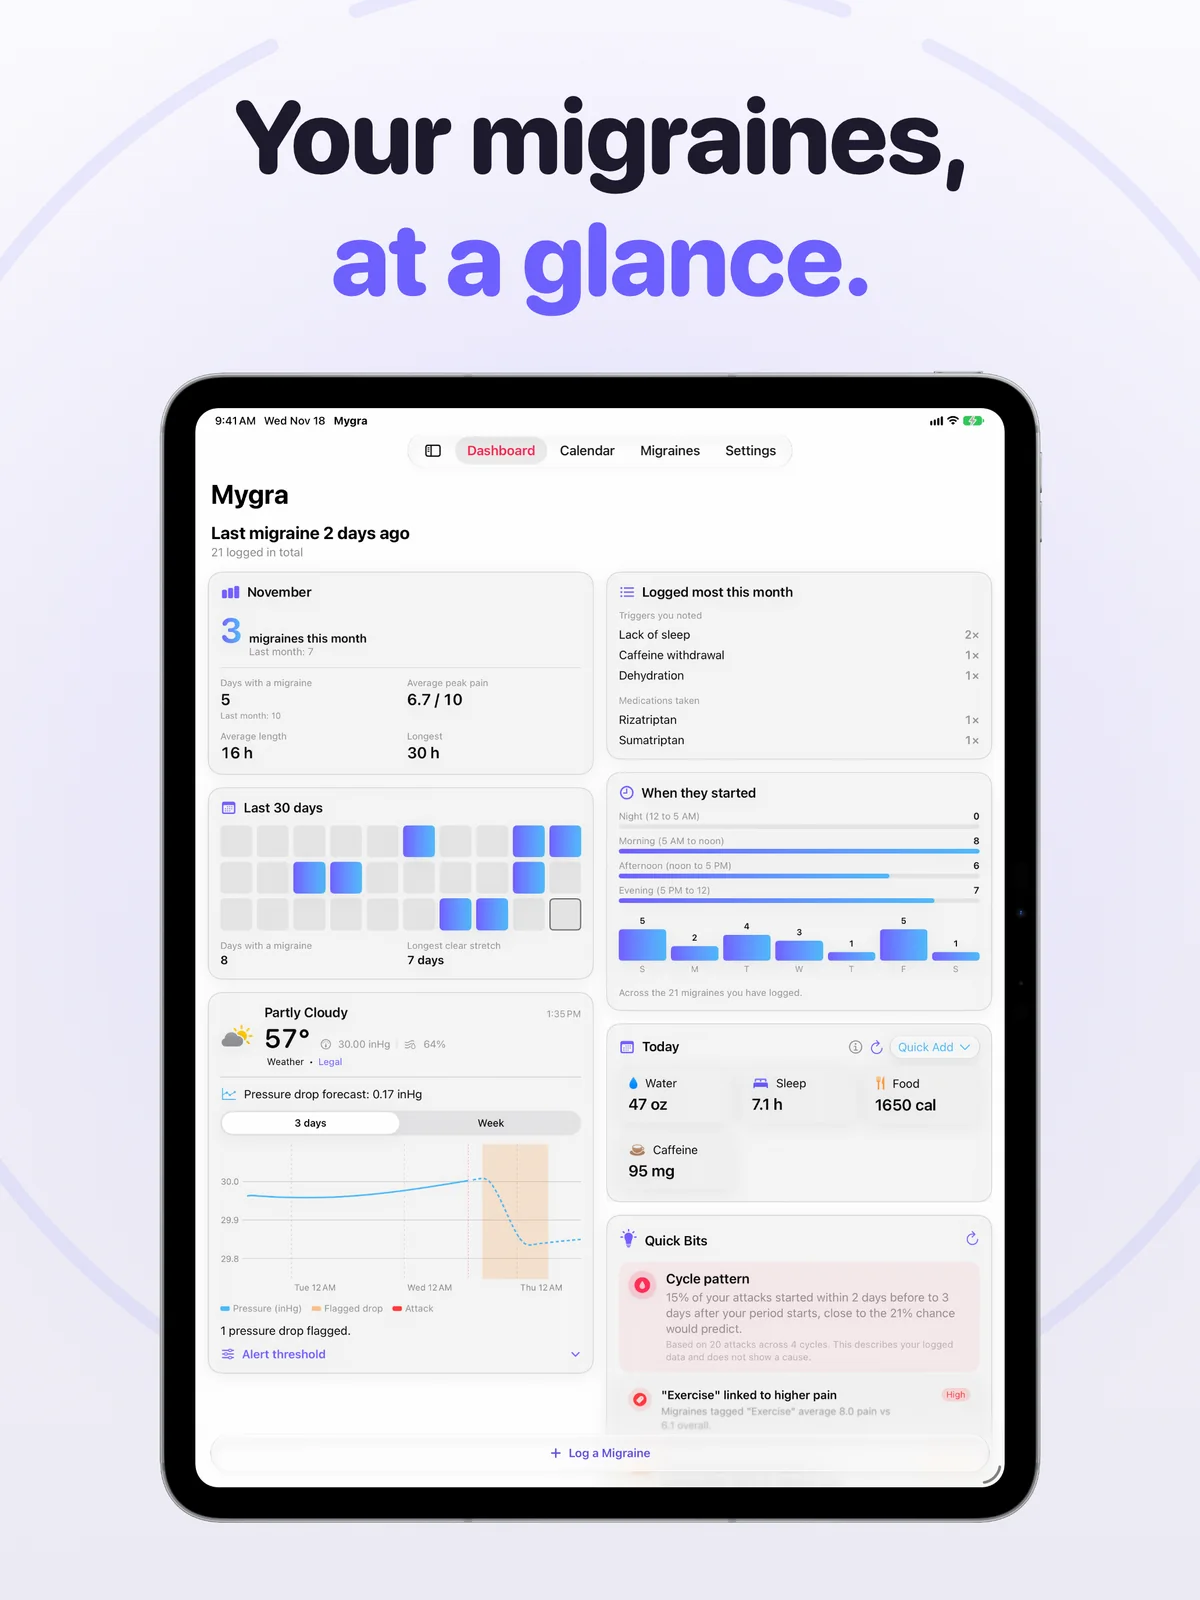 Your migraines,
at a glance.
9:41 AM Wed Nov 18 Mygra
Dashboard Calendar Migraines Settings
Mygra
Last migraine 2 days ago
21 logged in total
November
3 migraines this month
Last month: 7
Days with a migraine Average peak pain
5 6.7 / 10
Last month: 10
Average length Longest
16 h 30 h
Last 30 days
Days with a migraine Longest clear stretch
8 7 days
Partly Cloudy 1:35 PM
57° 30.00 inHg 64%
Weather • Legal
Pressure drop forecast: 0.17 inHg
3 days Week
30.0
29.9
29.8
Tue 12 AM Wed 12 AM Thu 12 AM
Pressure (inHg) Flagged drop Attack
1 pressure drop flagged.
Alert threshold
Logged most this month
Triggers you noted
Lack of sleep 2×
Caffeine withdrawal 1×
Dehydration 1×
Medications taken
Rizatriptan 1×
Sumatriptan 1×
When they started
Night (12 to 5 AM) 0
Morning (5 AM to noon) 8
Afternoon (noon to 5 PM) 6
Evening (5 PM to 12) 7
5 2 4 3 1 5 1
S M T W T F S
Across the 21 migraines you have logged.
Today Quick Add
Water Sleep Food
47 oz 7.1 h 1650 cal
Caffeine
95 mg
Quick Bits
Cycle pattern
15% of your attacks started within 2 days before to 3
days after your period starts, close to the 21% chance
would predict.
Based on 20 attacks across 4 cycles. This describes your logged
data and does not show a cause.
"Exercise" linked to higher pain High
Migraines tagged "Exercise" average 8.0 pain vs
6.1 overall.
+ Log a Migraine